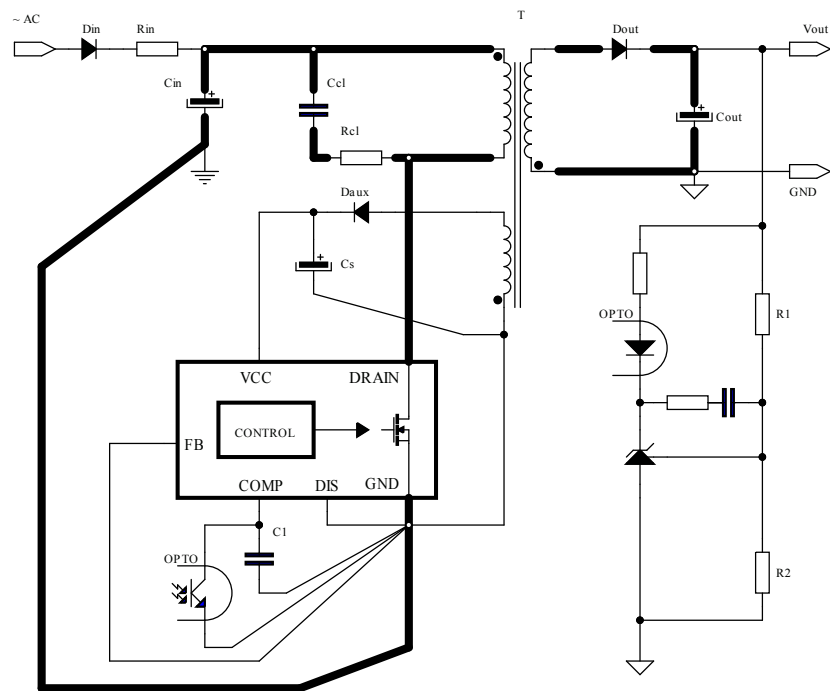 ~ AC
Din
Rin
T
Dout
Vout
Cin
+
Ccl
+
Cout
Rcl
GND
Daux
+
Cs
OPTO
R1
VCC
DRAIN
CONTROL
FB
COMP
DIS
GND
C1
OPTO
R2